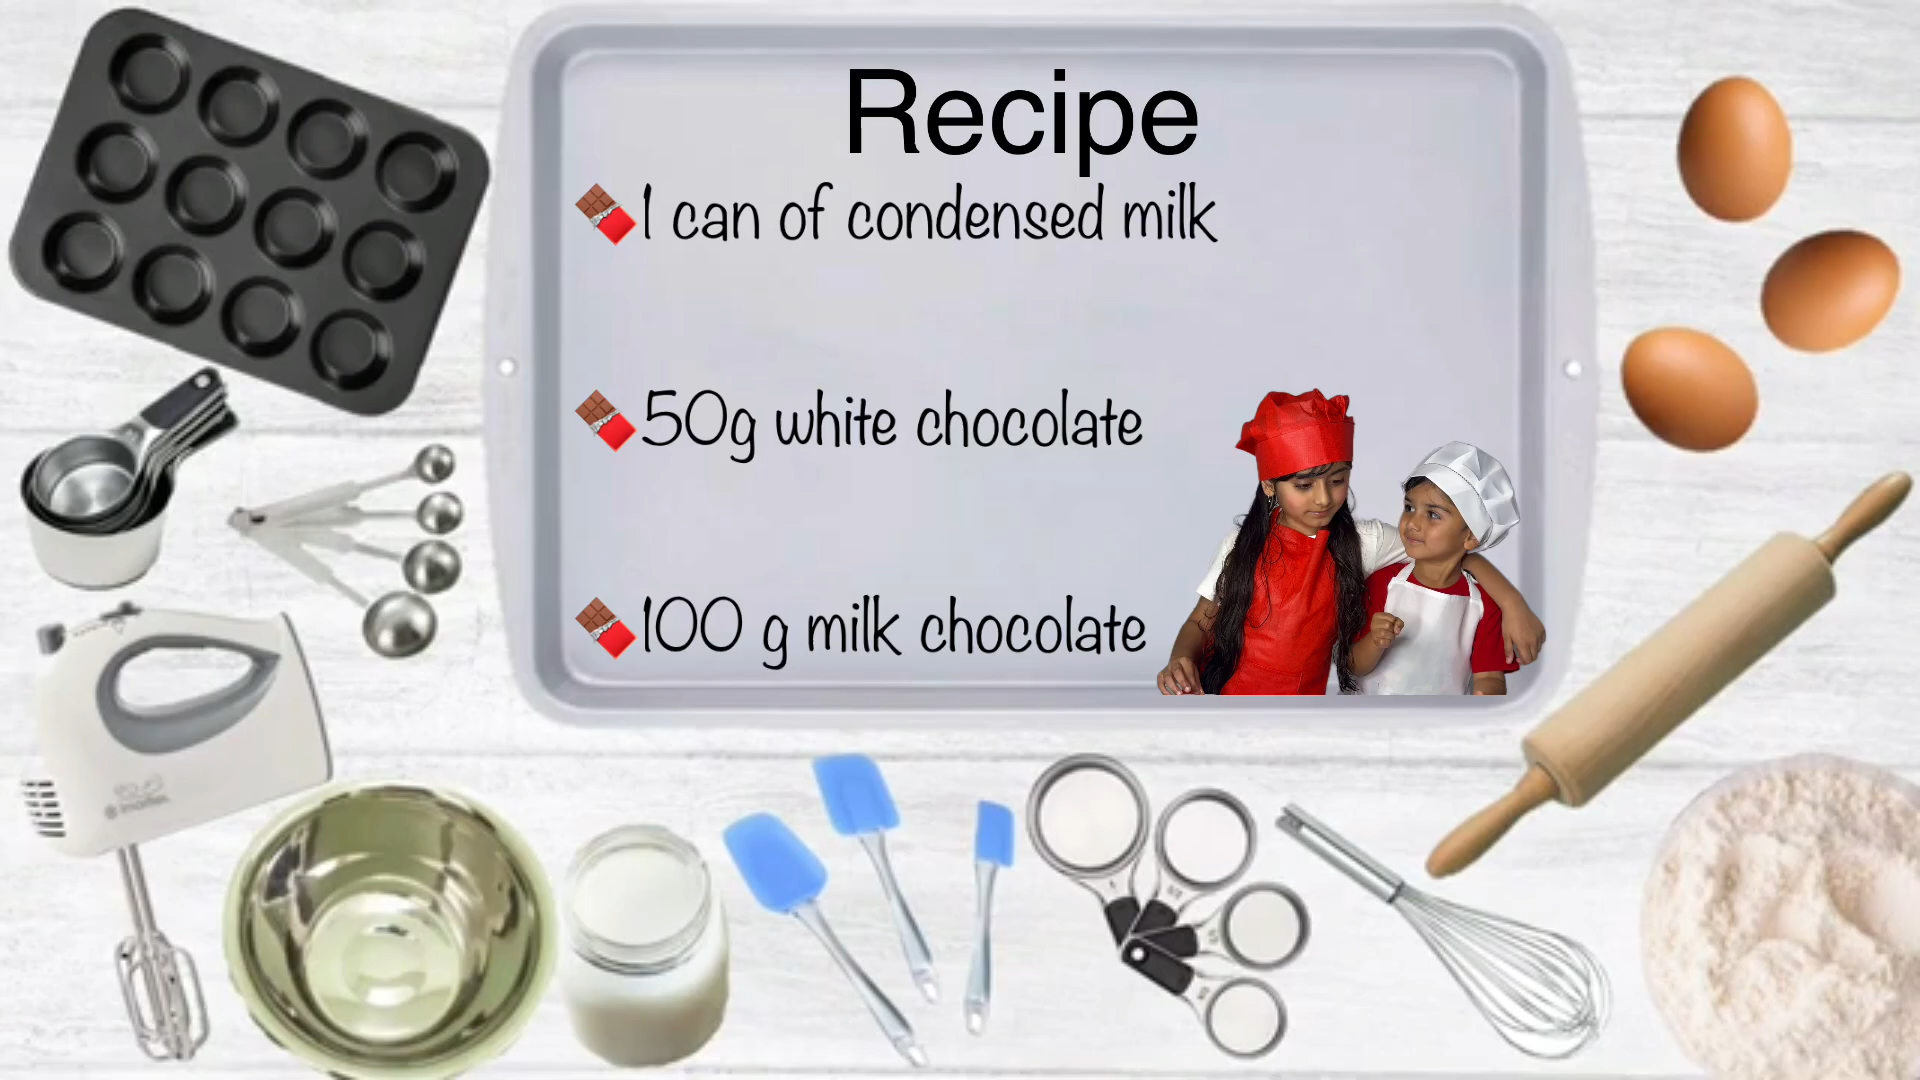 Recipe
🍫1 can of condensed milk
🍫50g white chocolate
🍫100 g milk chocolate